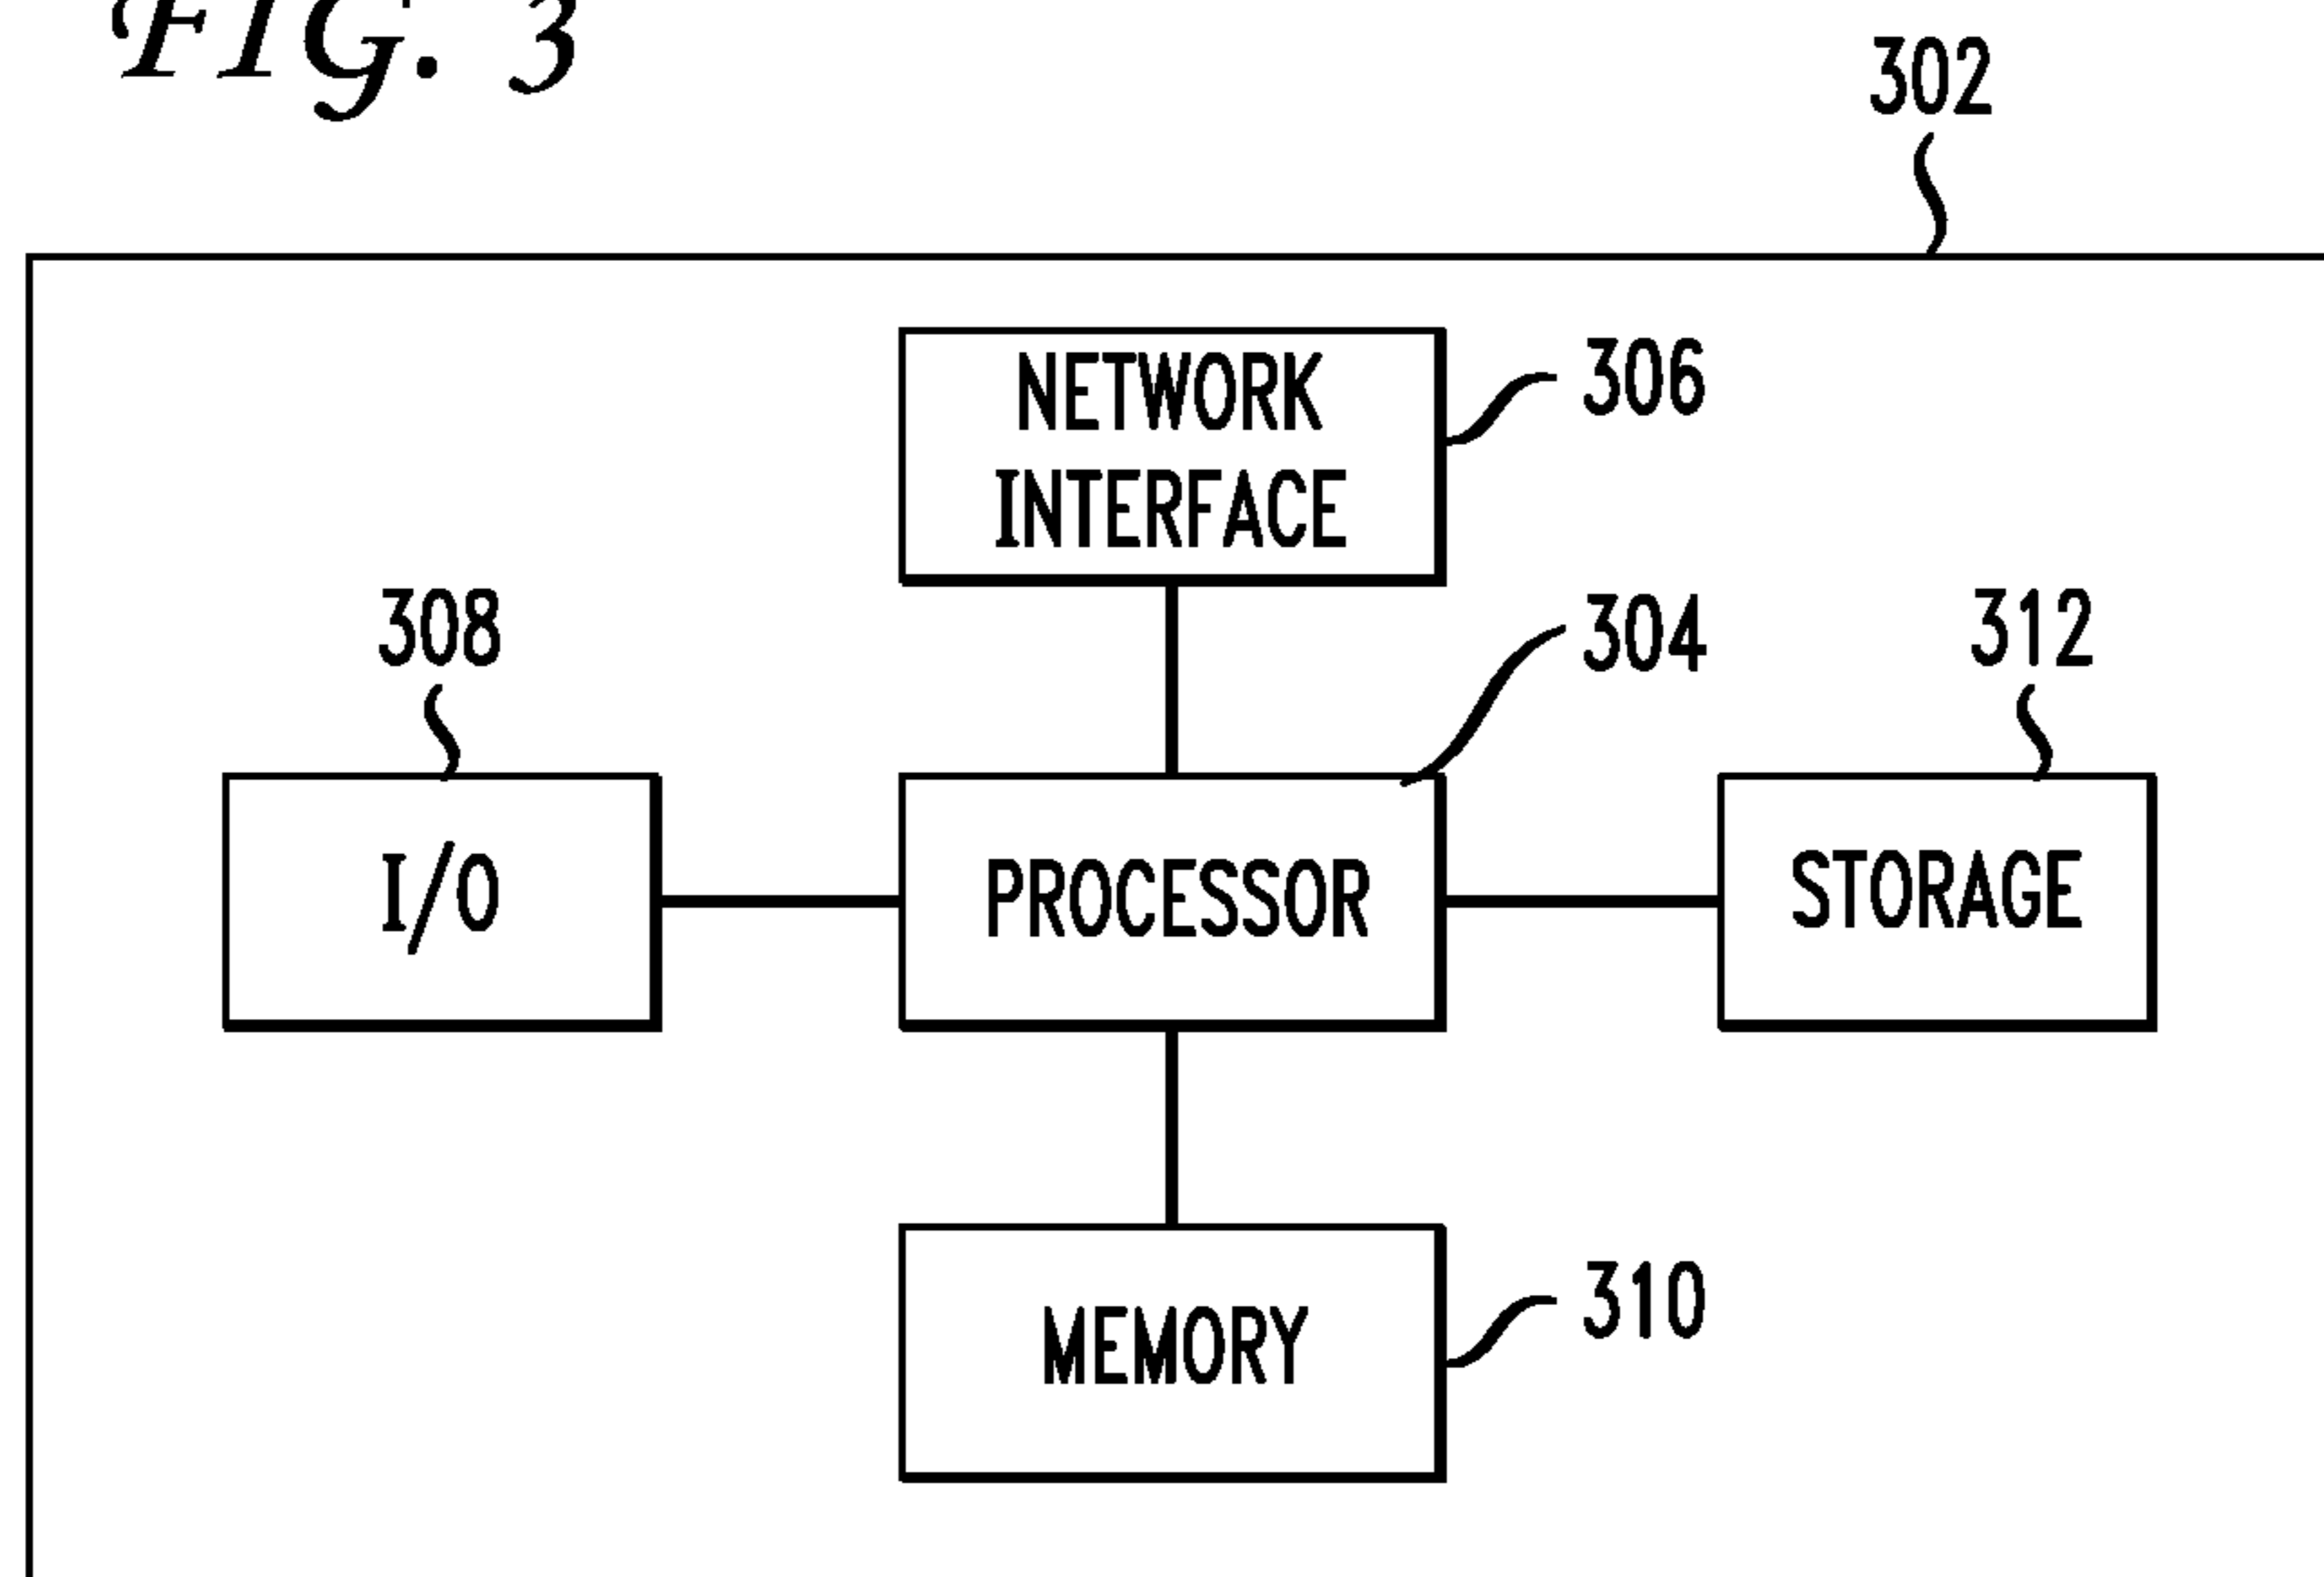 FIG. 3
302
NETWORK
INTERFACE
306
308
304
312
I/O
PROCESSOR
STORAGE
MEMORY
310